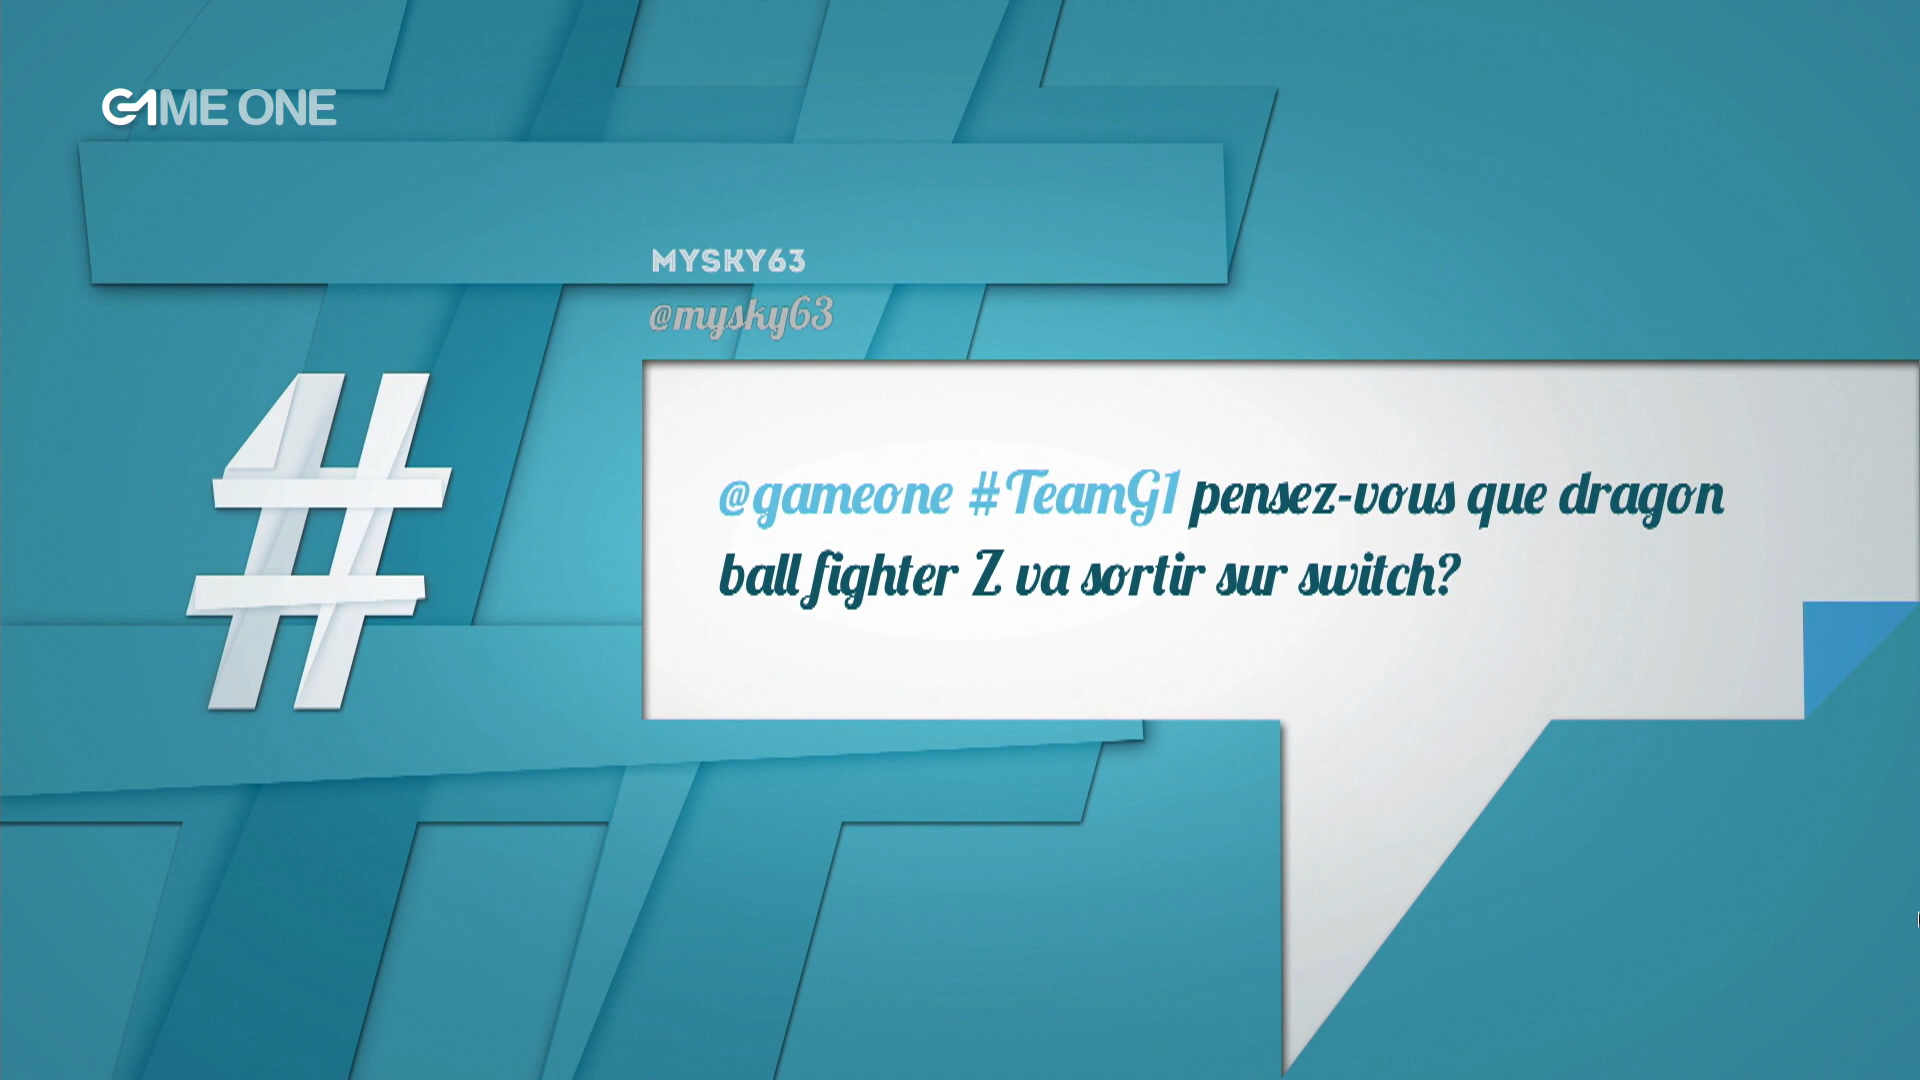 GAME ONE
MYSKY63
@mysky63
#
@gameone #TeamG1 pensez-vous que dragon
ball fighter Z va sortir sur switch?